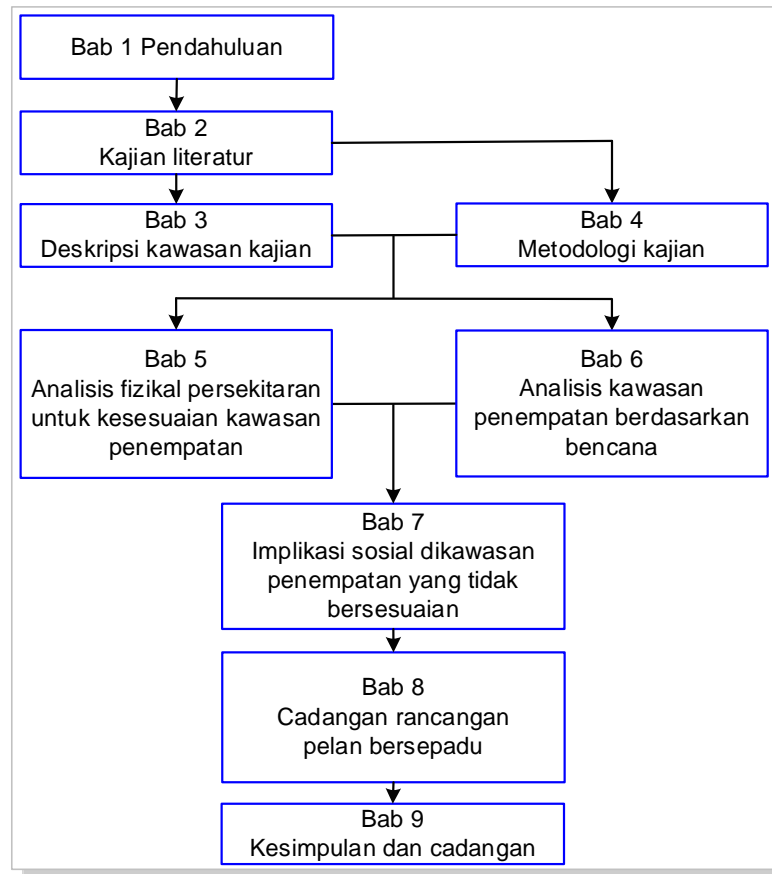 Bab 1 Pendahuluan
Bab 2
Kajian literatur
Bab 3
Deskripsi kawasan kajian
Bab 4
Metodologi kajian
Bab 5
Analisis fizikal persekitaran
untuk kesesuaian kawasan
penempatan
Bab 6
Analisis kawasan
penempatan berdasarkan
bencana
Bab 7
Implikasi sosial dikawasan
penempatan yang tidak
bersesuaian
Bab 8
Cadangan rancangan
pelan bersepadu
Bab 9
Kesimpulan dan cadangan